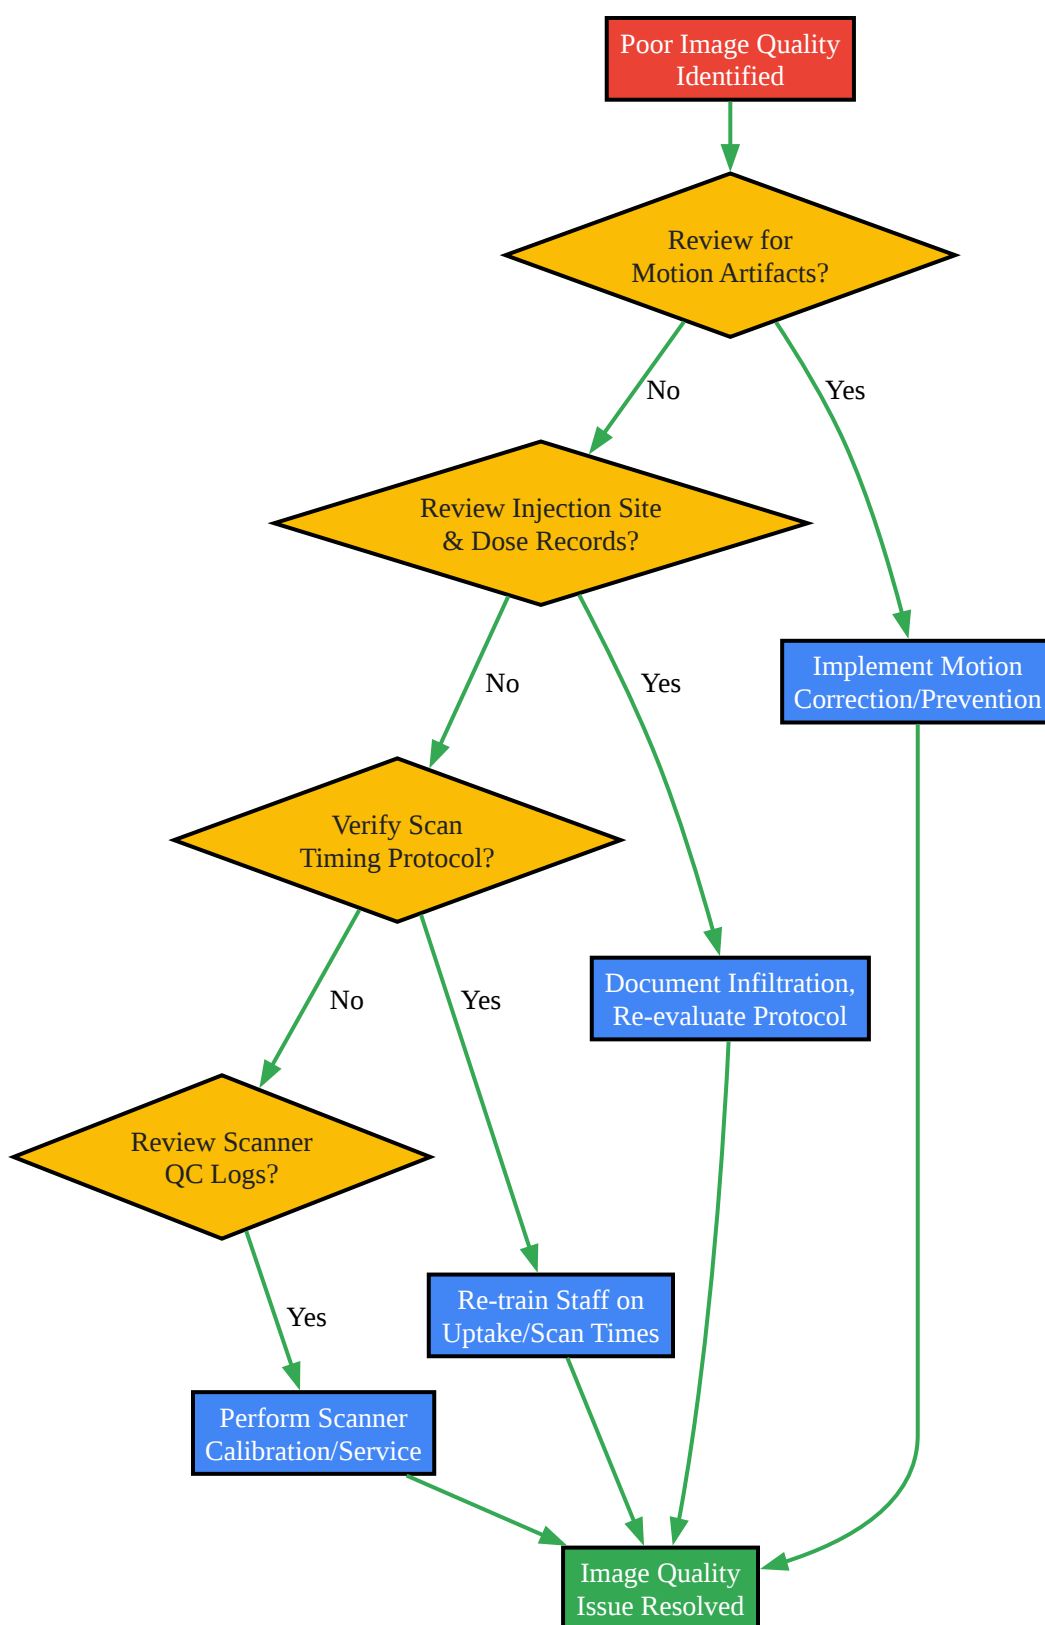 Poor Image Quality
Identified
Review for
Motion Artifacts?
No
Yes
Review Injection Site
& Dose Records?
Implement Motion
Correction/Prevention
No
Yes
Verify Scan
Timing Protocol?
Document Infiltration,
Re-evaluate Protocol
No
Yes
Review Scanner
QC Logs?
Re-train Staff on
Uptake/Scan Times
Yes
Perform Scanner
Calibration/Service
Image Quality
Issue Resolved